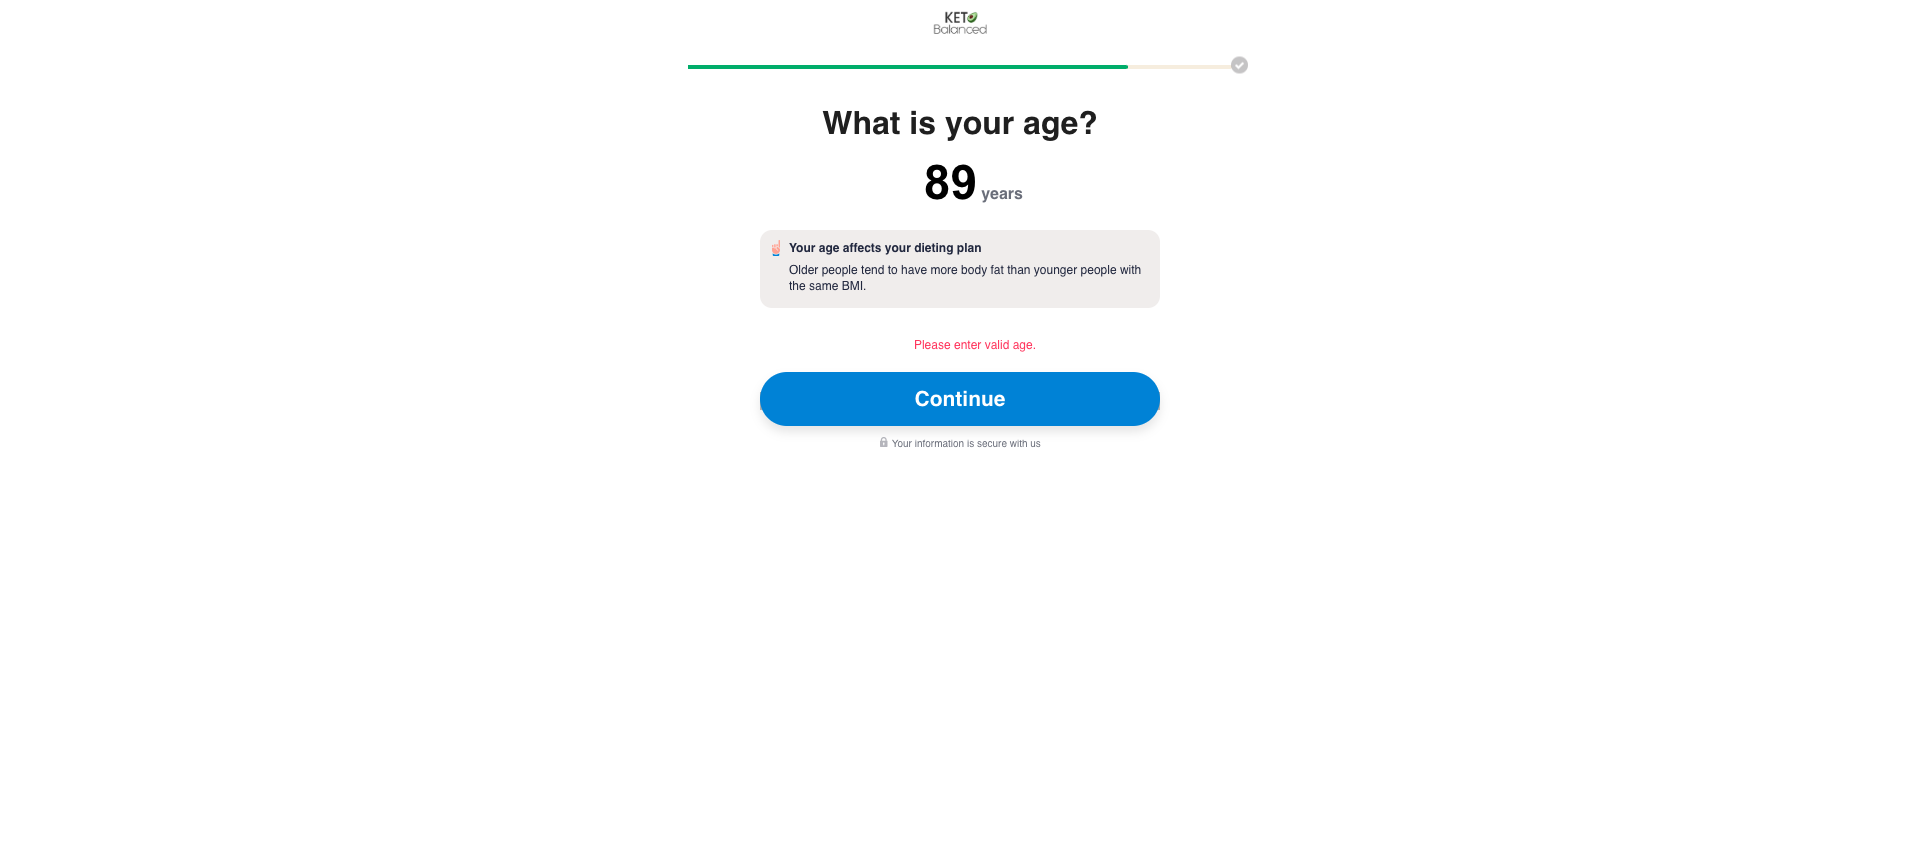 KETO
Balanced
What is your age?
89 years
Your age affects your dieting plan
Older people tend to have more body fat than younger people with
the same BMI.
Please enter valid age.
Continue
Your information is secure with us